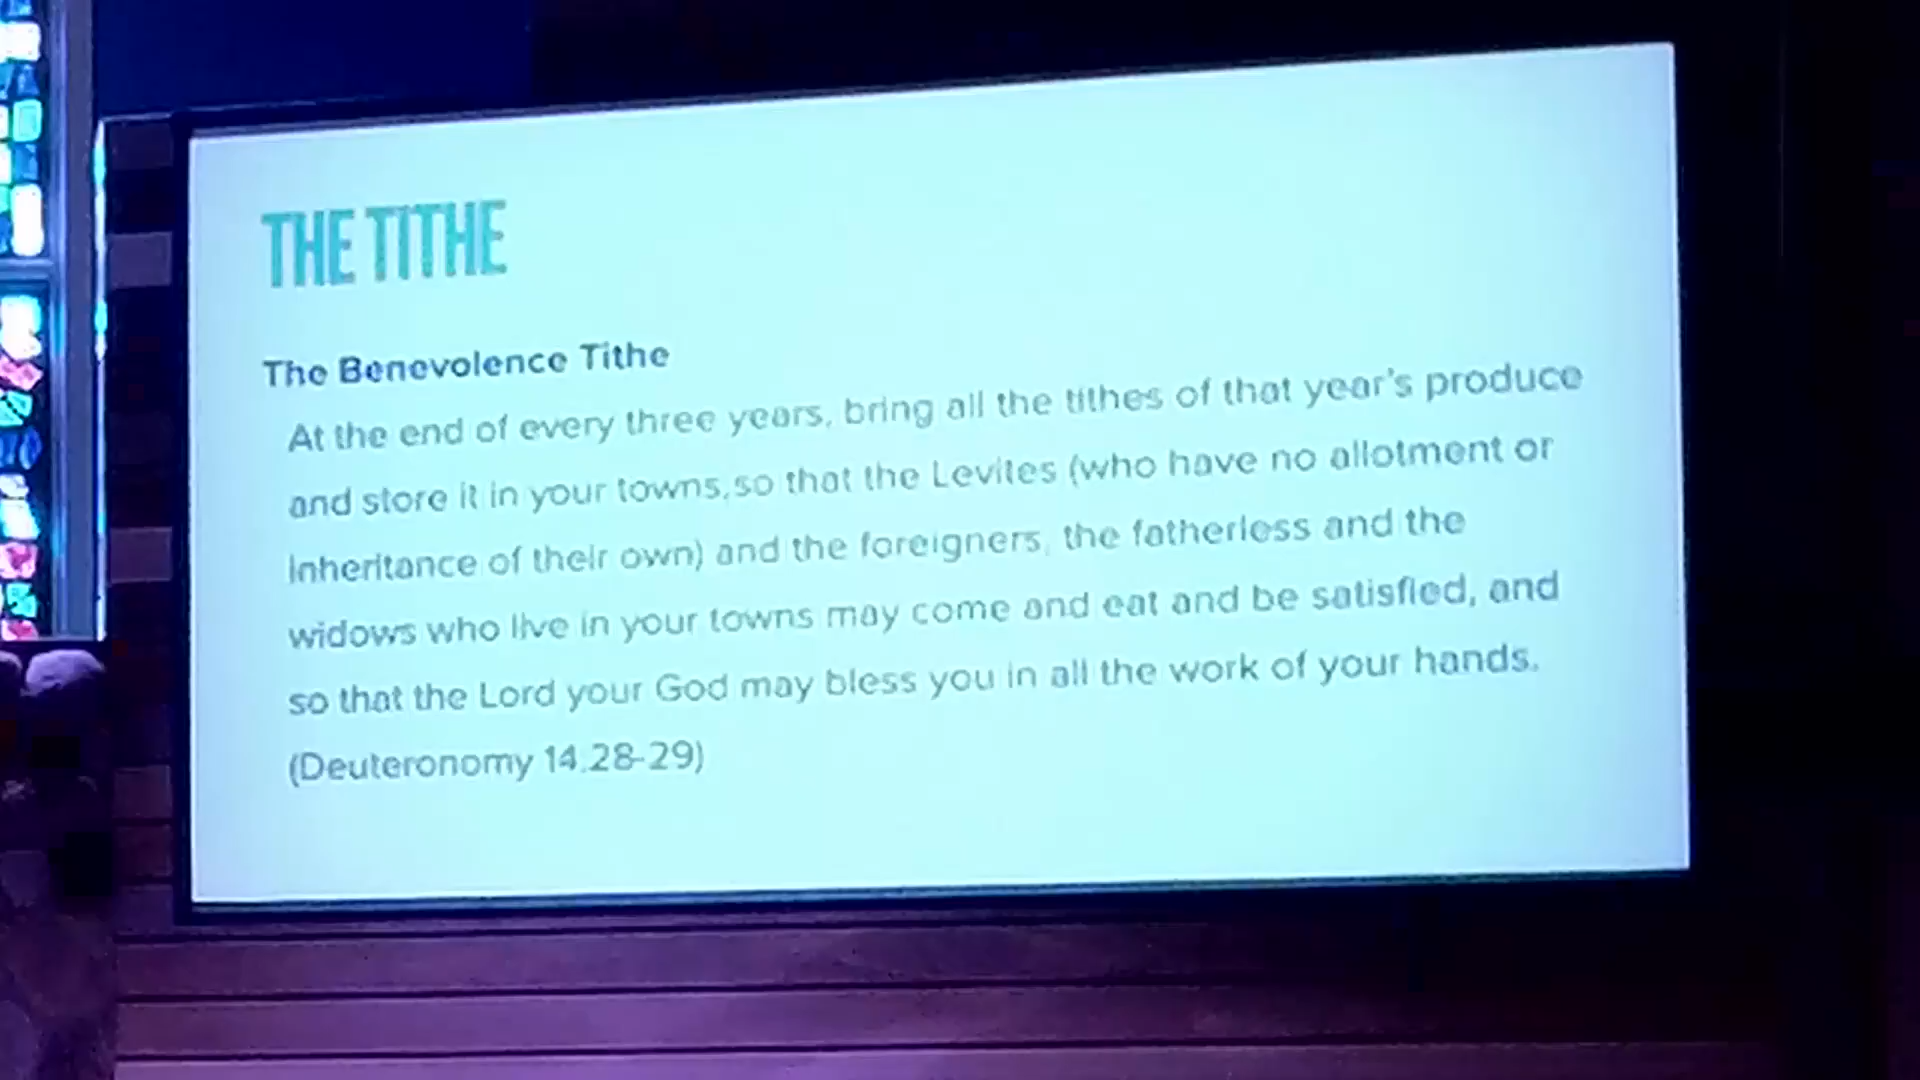 THE TITHE
The Benevolence Tithe
At the end of every three years, bring all the tithes of that year's produce
and store it in your towns,so that the Levites (who have no allotment or
inheritance of their own) and the foreigners, the fatherless and the
widows who live in your towns may come and eat and be satisfied, and
so that the Lord your God may bless you in all the work of your hands.
(Deuteronomy 14:28-29)